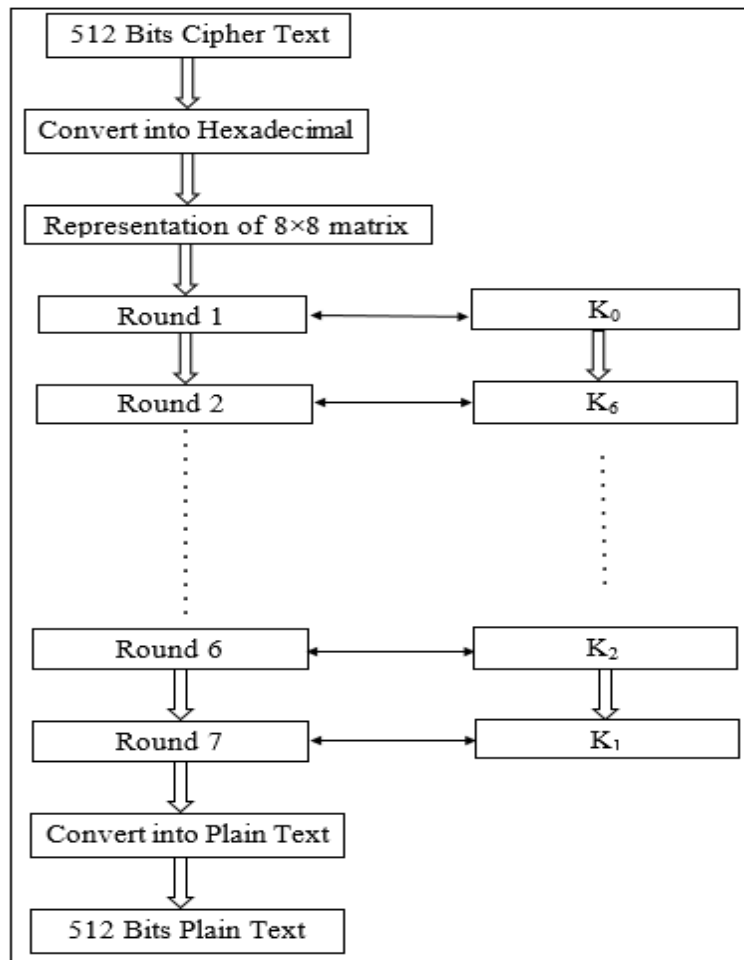 512 Bits Cipher Text
Convert into Hexadecimal
Representation of 8×8 matrix
Round 1
K₀
Round 2
K₆
Round 6
K₂
Round 7
K₁
Convert into Plain Text
512 Bits Plain Text